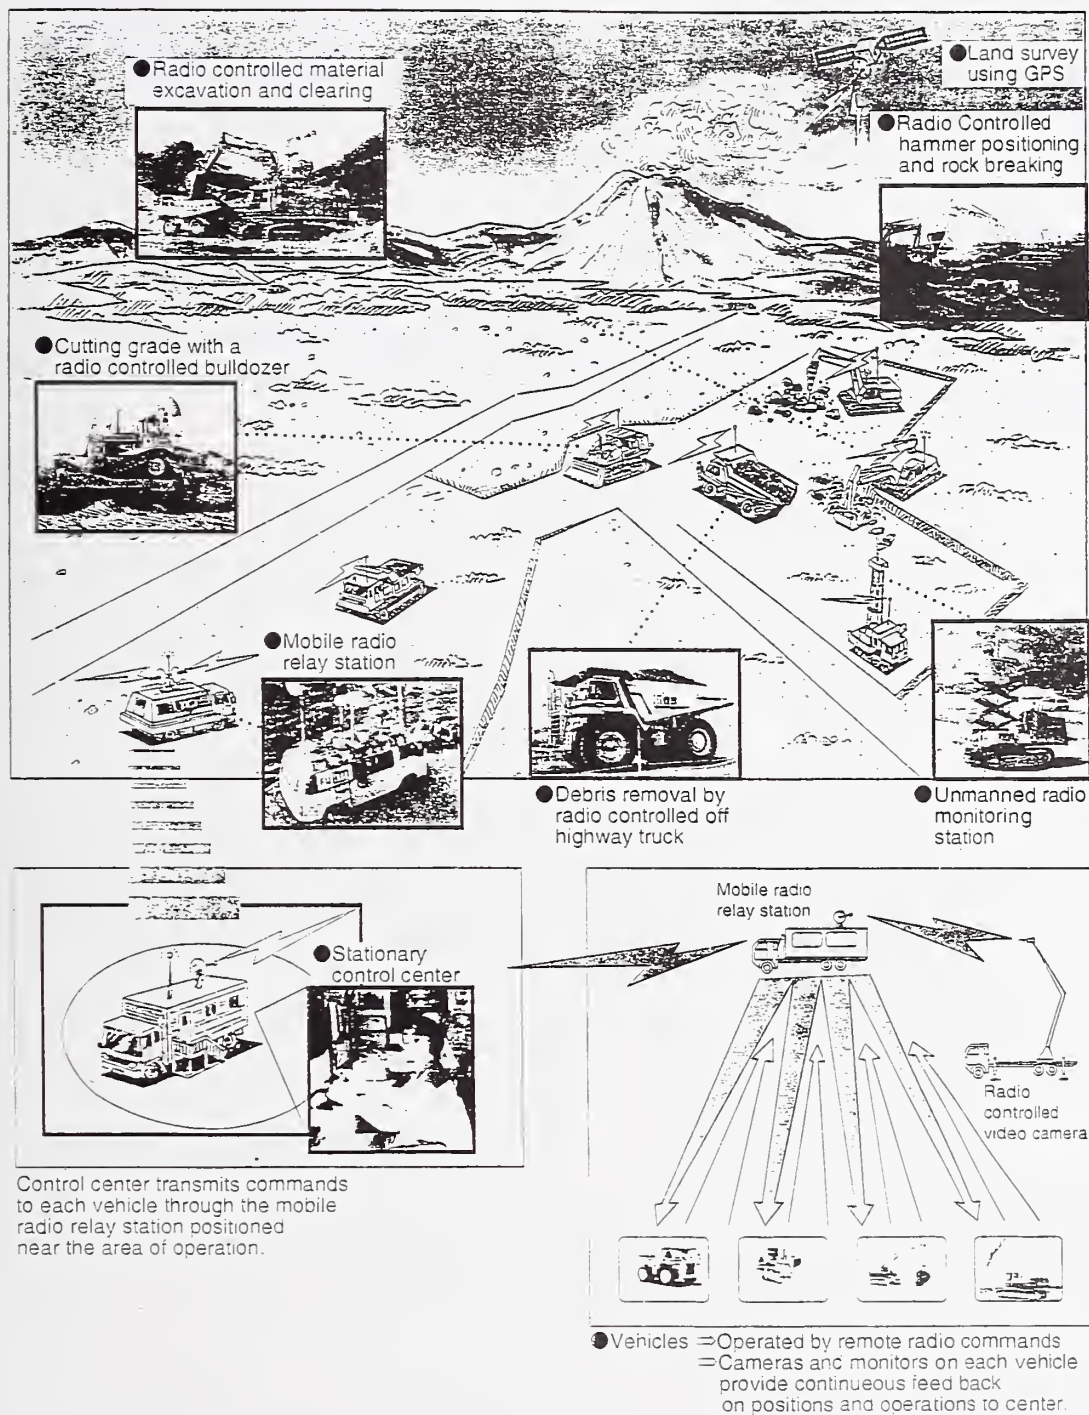 ●Radio controlled material
excavation and clearing
●Land survey
using GPS
●Radio Controlled
hammer positioning
and rock breaking
●Cutting grade with a
radio controlled bulldozer
●Mobile radio
relay station
●Debris removal by
radio controlled off
highway truck
●Unmanned radio
monitoring
station
●Stationary
control center
Control center transmits commands
to each vehicle through the mobile
radio relay station positioned
near the area of operation.
Mobile radio
relay station
Radio
controlled
video camera
●Vehicles ⇒Operated by remote radio commands
⇒Cameras and monitors on each vehicle
provide continueous feed back
on positions and operations to center.